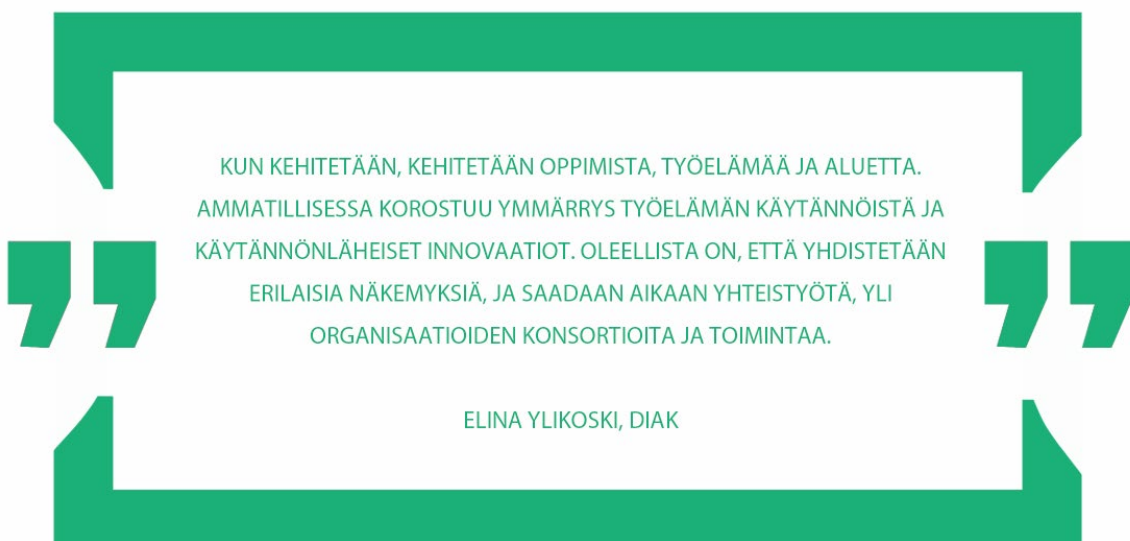 KUN KEHITETÄÄN, KEHITETÄÄN OPPIMISTA, TYÖELÄMÄÄ JA ALUETTA.
AMMATILLISESSA KOROSTUU YMMÄRRYS TYÖELÄMÄN KÄYTÄNNÖISTÄ JA
KÄYTÄNNÖNLÄHEISET INNOVAATIOT. OLEELLISTA ON, ETTÄ YHDISTETÄÄN
ERILAISIA NÄKEMYKSIÄ, JA SAADAAN AIKAAN YHTEISTYÖTÄ, YLI
ORGANISAATIOIDEN KONSORTIOITA JA TOIMINTAA.
ELINA YLIKOSKI, DIAK